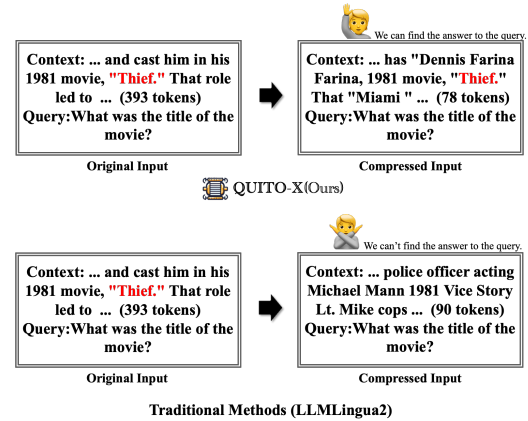 We can find the answer to the query.
Context: ... and cast him in his
1981 movie, "Thief." That role
led to ... (393 tokens)
Query:What was the title of the
movie?
Original Input
Context: ... has "Dennis Farina
Farina, 1981 movie, "Thief."
That "Miami " ... (78 tokens)
Query:What was the title of the
movie?
Compressed Input
QUITO-X(Ours)
We can't find the answer to the query.
Context: ... and cast him in his
1981 movie, "Thief." That role
led to ... (393 tokens)
Query:What was the title of the
movie?
Original Input
Context: ... police officer acting
Michael Mann 1981 Vice Story
Lt. Mike cops ... (90 tokens)
Query:What was the title of the
movie?
Compressed Input
Traditional Methods (LLMLingua2)